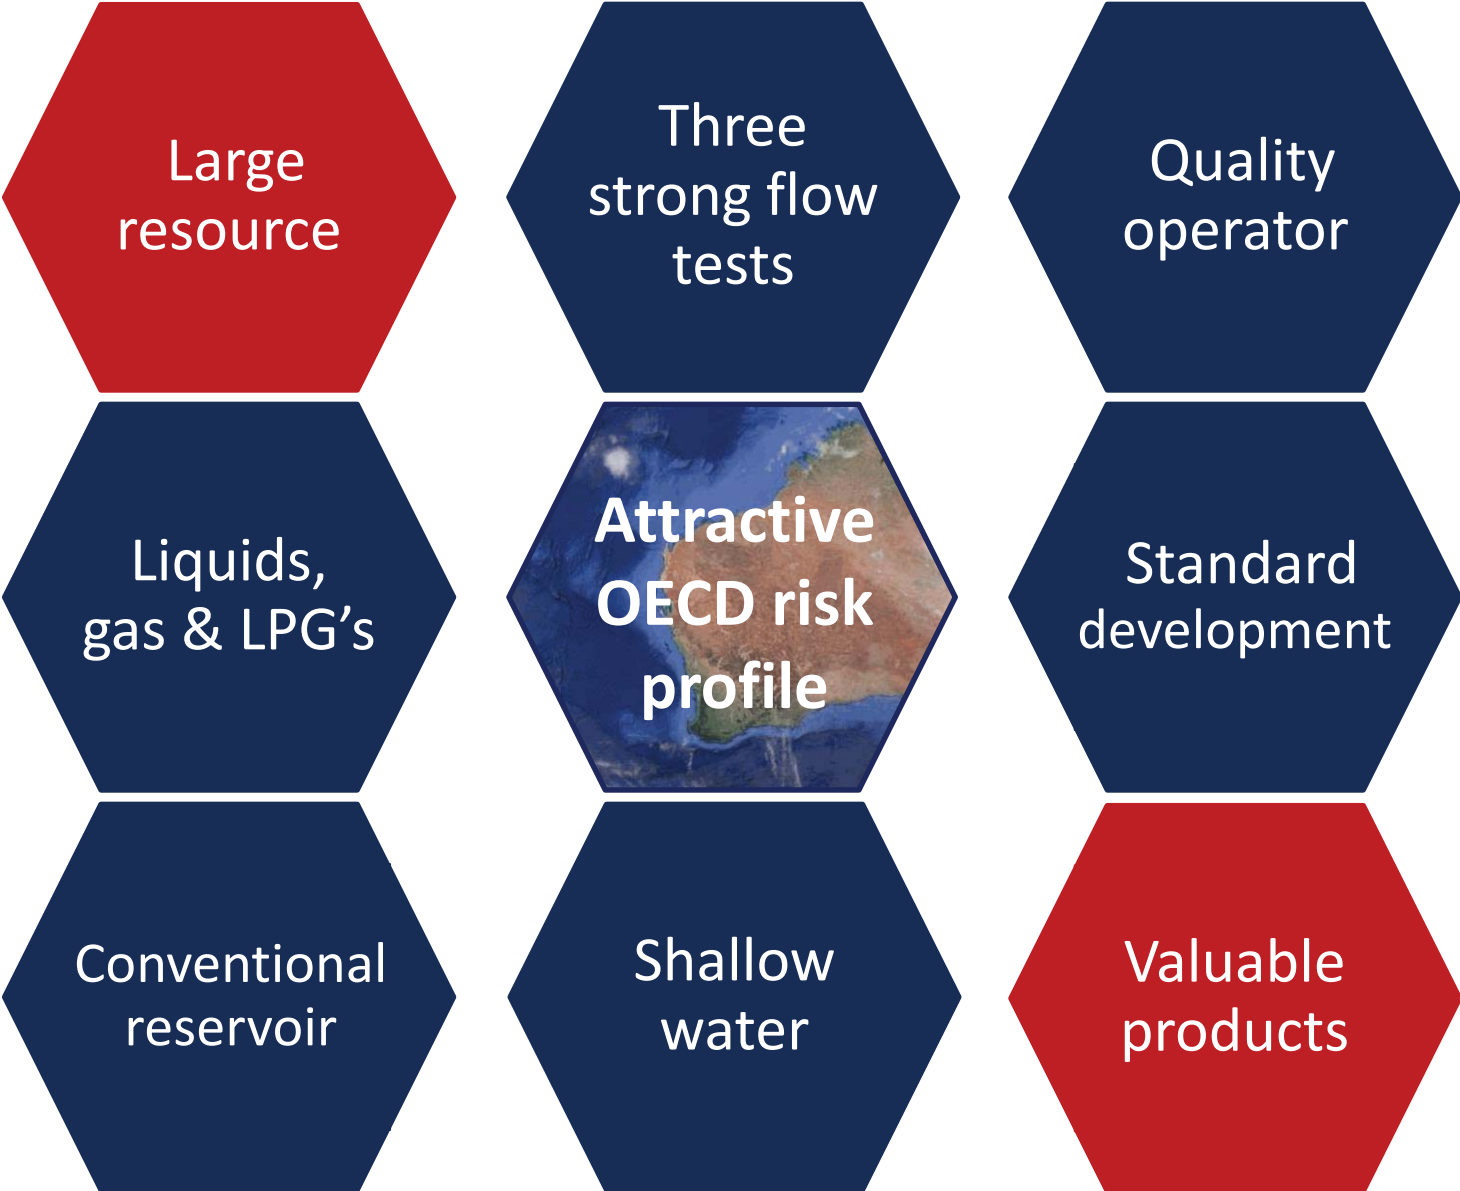 Large
resource
Three
strong flow
tests
Quality
operator
Liquids,
gas & LPG’s
Attractive
OECD risk
profile
Standard
development
Conventional
reservoir
Shallow
water
Valuable
products